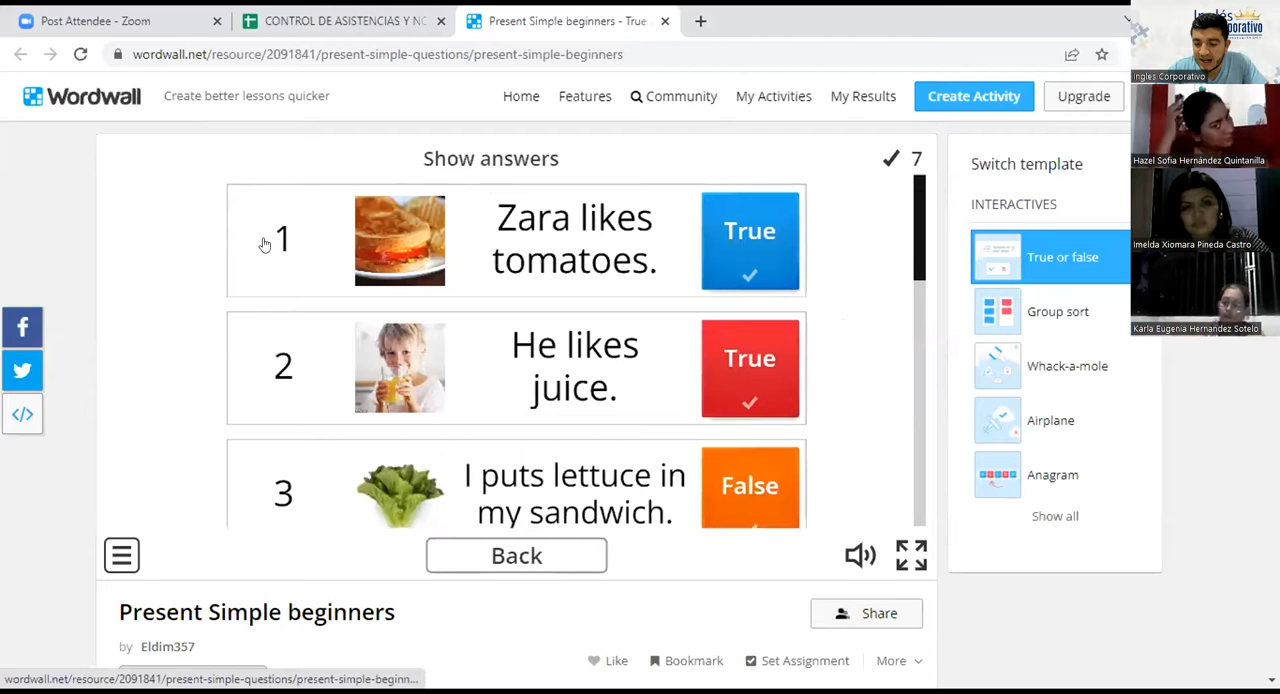 Post Attendee - Zoom
CONTROL DE ASISTENCIAS Y NO
Present Simple beginners - True
wordwall.net/resource/2091841/present-simple-questions/present-simple-beginners
Wordwall
Create better lessons quicker
Home
Features
Community
My Activities
My Results
Create Activity
Upgrade
Show answers
7
1
Zara likes
tomatoes.
True
2
He likes
juice.
True
3
I puts lettuce in
my sandwich.
False
Back
Present Simple beginners
by Eldim357
Share
Like
Bookmark
Set Assignment
More
Switch template
INTERACTIVES
True or false
Group sort
Whack-a-mole
Airplane
Anagram
Show all
Ingles Corporativo
Hazel Sofia Hernández Quintanilla
Imelda Xiomara Pineda Castro
Karla Eugenia Hernandez Sotelo
wordwall.net/resource/2091841/present-simple-questions/present-simple-beginn...